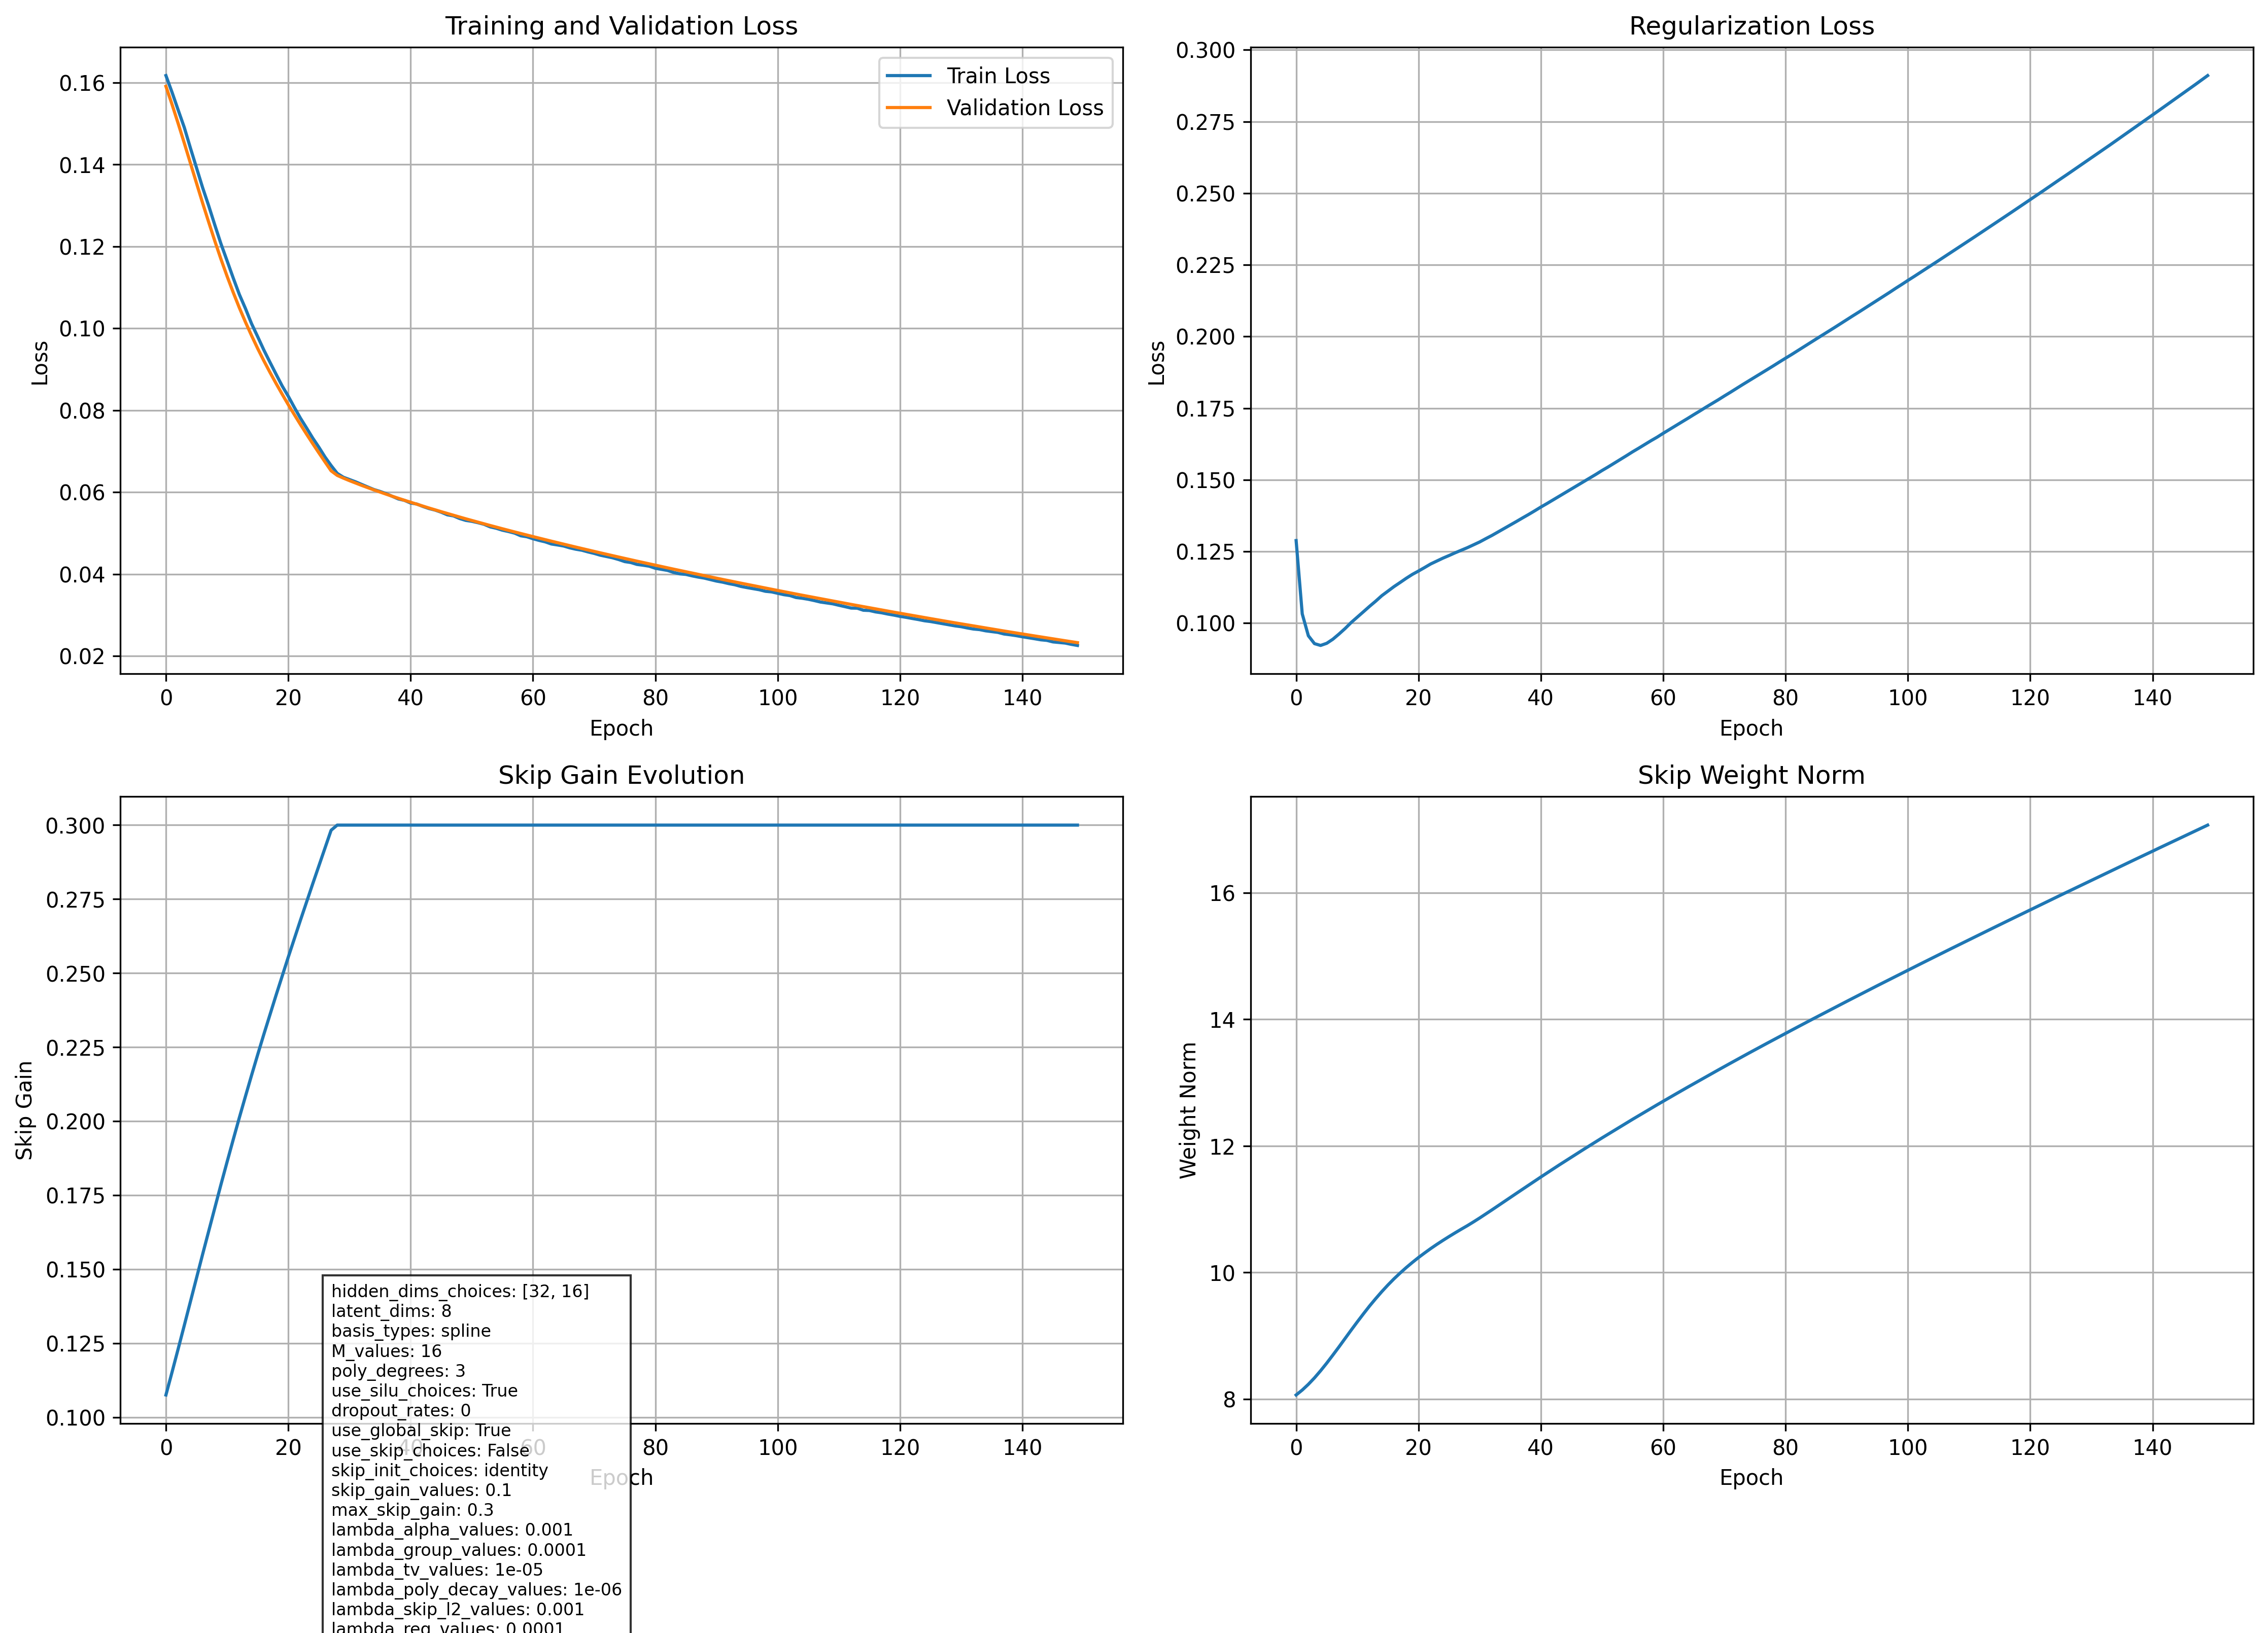 Training and Validation Loss
Loss
0.16
0.14
0.12
0.10
0.08
0.06
0.04
0.02
0 20 40 60 80 100 120 140
Epoch
Train Loss
Validation Loss
Regularization Loss
Loss
0.300
0.275
0.250
0.225
0.200
0.175
0.150
0.125
0.100
0 20 40 60 80 100 120 140
Epoch
Skip Gain Evolution
Skip Gain
0.300
0.275
0.250
0.225
0.200
0.175
0.150
0.125
0.100
0 20 40 60 80 100 120 140
Epoch
hidden_dims_choices: [32, 16]
latent_dims: 8
basis_types: spline
M_values: 16
poly_degrees: 3
use_silu_choices: True
dropout_rates: 0
use_global_skip: True
use_skip_choices: False
skip_init_choices: identity
skip_gain_values: 0.1
max_skip_gain: 0.3
lambda_alpha_values: 0.001
lambda_group_values: 0.0001
lambda_tv_values: 1e-05
lambda_poly_decay_values: 1e-06
lambda_skip_l2_values: 0.001
lambda_reg_values: 0.0001
Skip Weight Norm
Weight Norm
16
14
12
10
8
0 20 40 60 80 100 120 140
Epoch